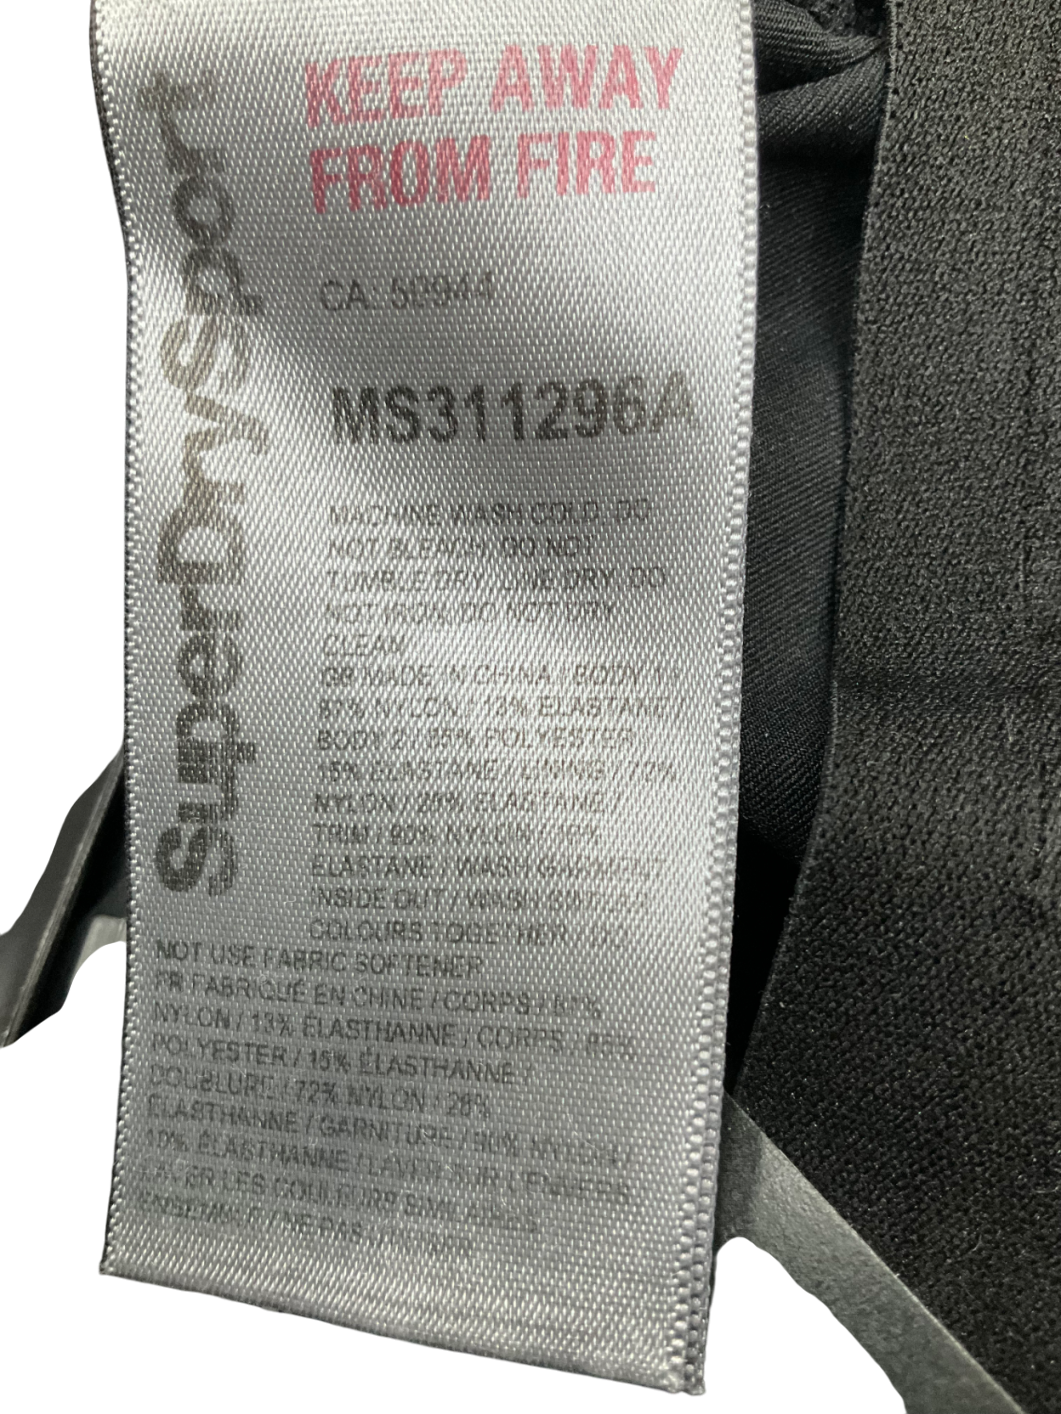 Superdry Sport
KEEP AWAY
FROM FIRE
CA.
MS311296A
MACHINE WASH COLD. DO
NOT BLEACH. DO NOT
TUMBLE DRY. LINE DRY. DO
NOT IRON. DO NOT DRY
CLEAN
GB MADE IN CHINA / BODY 1
87% NYLON / 13% ELASTANE
BODY 2 / 85% POLYESTER
15% ELASTANE / LINING / 72%
NYLON / 28% ELASTANE /
TRIM / 90% NYLON / 10%
ELASTANE / WASH GARMENT
INSIDE OUT / WASH SIMILAR
COLOURS TOGETHER / DO
NOT USE FABRIC SOFTENER
FR FABRIQUÉ EN CHINE / CORPS / 87%
NYLON / 13% ÉLASTHANNE / CORPS / 85%
POLYESTER / 15% ÉLASTHANNE /
DOUBLURE / 72% NYLON / 28%
ÉLASTHANNE / GARNITURE / 90% NYLON /
10% ÉLASTHANNE / LAVER SUR L'ENVERS
LAVER LES COULEURS SIMILAIRES
ENSEMBLE / NE PAS